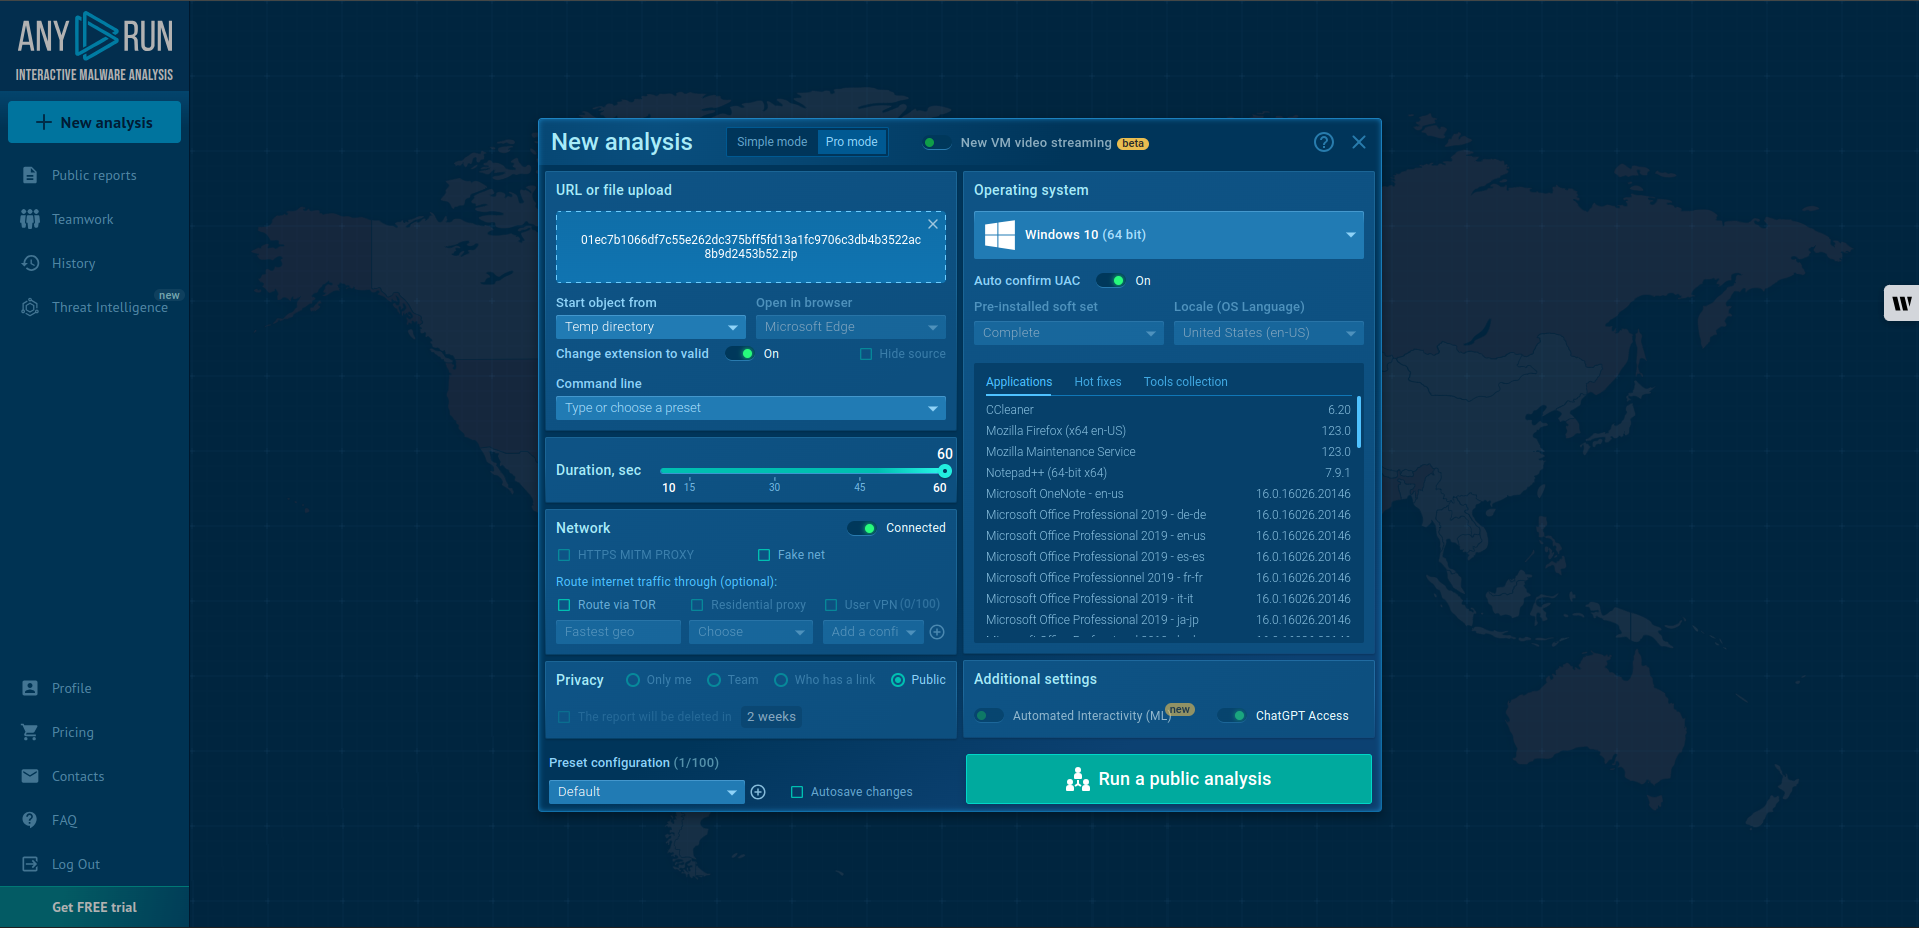 ANY RUN
INTERACTIVE MALWARE ANALYSIS
New analysis
Public reports
Teamwork
History
Threat Intelligence new
Profile
Pricing
Contacts
FAQ
Log Out
Get FREE trial
New analysis
Simple mode Pro mode
New VM video streaming beta
URL or file upload
01ec7b1066df7c55e262dc375bff5fd13a1fc9706c3db4b3522ac
8b9d2453b52.zip
Start object from Open in browser
Temp directory Microsoft Edge
Change extension to valid On Hide source
Command line
Type or choose a preset
60
Duration, sec
10 15 30 45 60
Network Connected
HTTPS MITM PROXY Fake net
Route internet traffic through (optional):
Route via TOR Residential proxy User VPN (0/100)
Fastest geo Choose Add a confi
Privacy Only me Team Who has a link Public
The report will be deleted in 2 weeks
Preset configuration (1/100)
Default Autosave changes
Operating system
Windows 10 (64 bit)
Auto confirm UAC On
Pre-installed soft set Locale (OS Language)
Complete United States (en-US)
Applications Hot fixes Tools collection
CCleaner 6.20
Mozilla Firefox (x64 en-US) 123.0
Mozilla Maintenance Service 123.0
Notepad++ (64-bit x64) 7.9.1
Microsoft OneNote - en-us 16.0.16026.20146
Microsoft Office Professional 2019 - de-de 16.0.16026.20146
Microsoft Office Professional 2019 - en-us 16.0.16026.20146
Microsoft Office Professional 2019 - es-es 16.0.16026.20146
Microsoft Office Professionnel 2019 - fr-fr 16.0.16026.20146
Microsoft Office Professional 2019 - it-it 16.0.16026.20146
Microsoft Office Professional 2019 - ja-jp 16.0.16026.20146
Additional settings
Automated Interactivity (ML) new ChatGPT Access
Run a public analysis
W